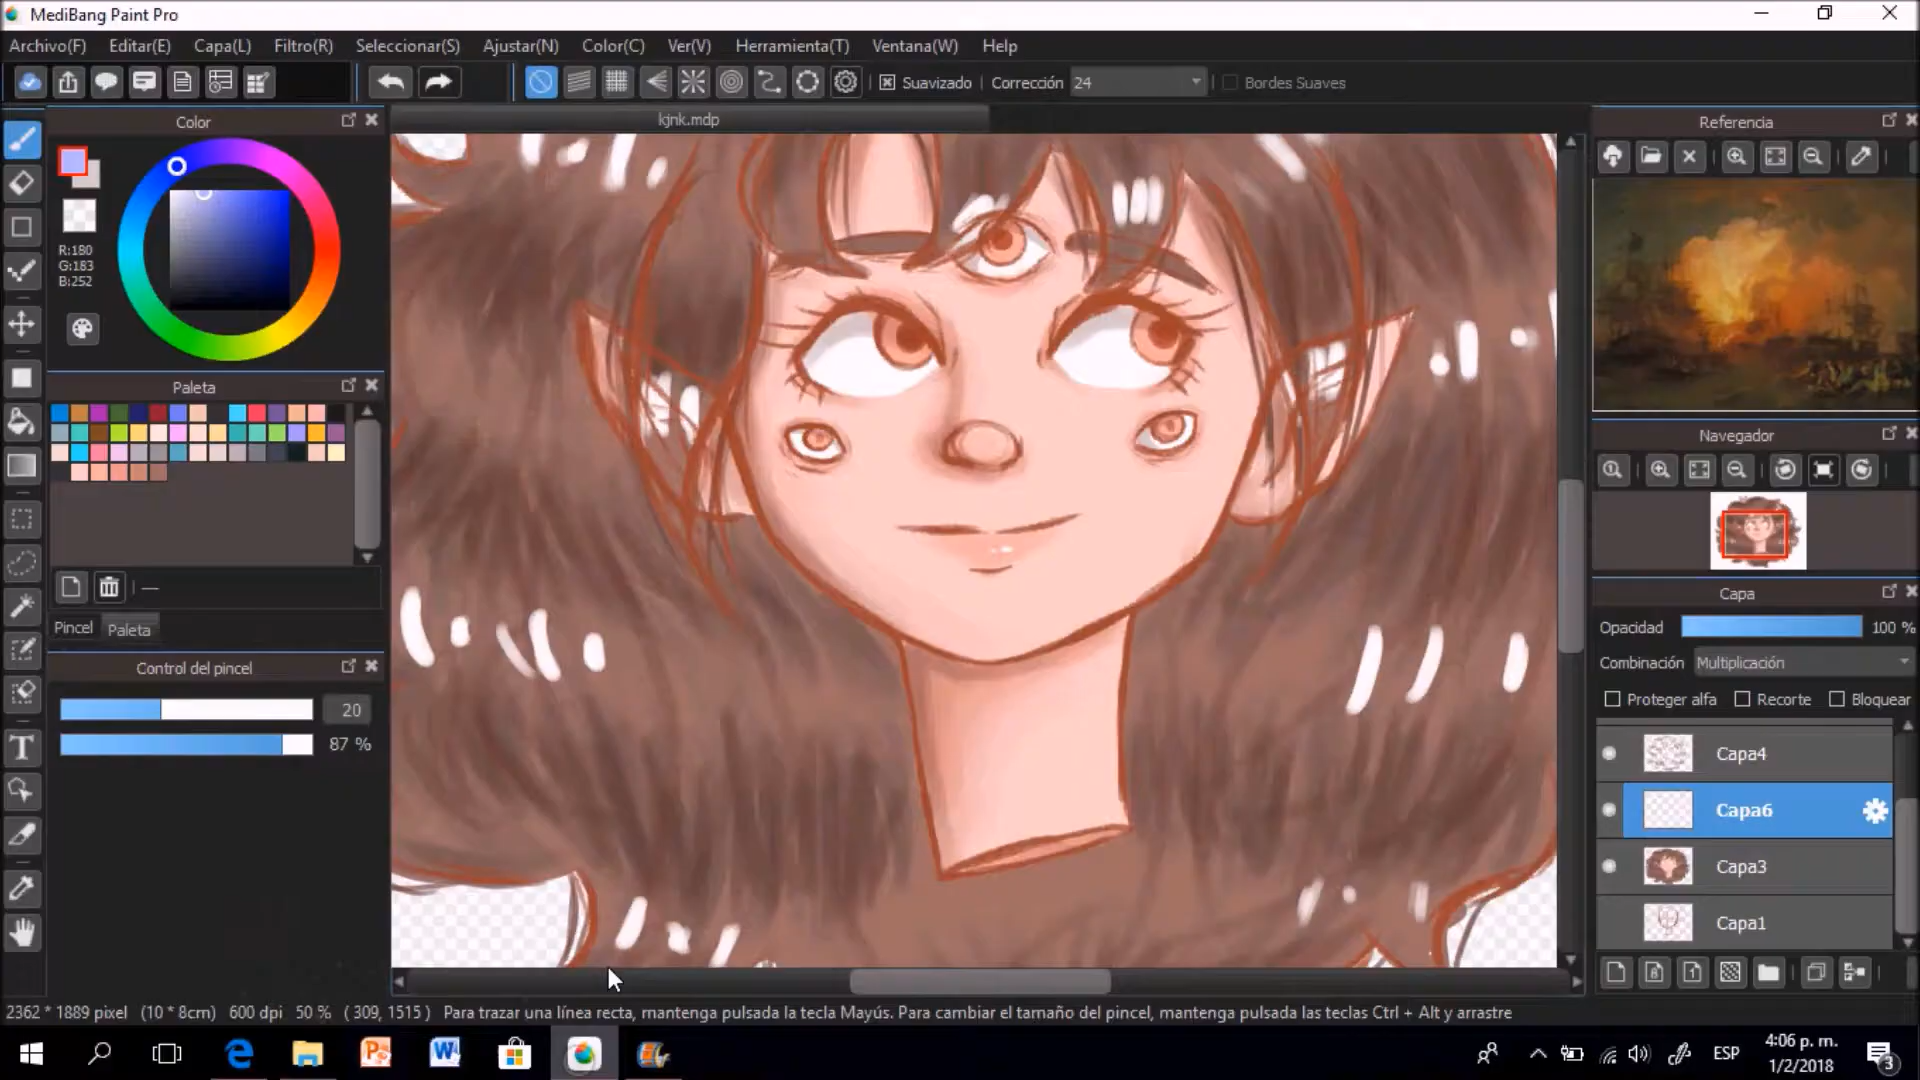 MediBang Paint Pro
Archivo(F) Editar(E) Capa(L) Filtro(R) Seleccionar(S) Ajustar(N) Color(C) Ver(V) Herramienta(T) Ventana(W) Help
Suavizado Corrección 24 Bordes Suaves
Color
kjnk.mdp
Referencia
R:180
G:183
B:252
Paleta
Navegador
Capa
Pincel Paleta
Opacidad 100 %
Control del pincel
Combinación Multiplicación
Proteger alfa Recorte Bloquear
20
87 %
Capa4
Capa6
Capa3
Capa1
2362 * 1889 pixel (10 * 8cm) 600 dpi 50 % ( 309, 1515 ) Para trazar una línea recta, mantenga pulsada la tecla Mayús. Para cambiar el tamaño del pincel, mantenga pulsada las teclas Ctrl + Alt y arrastre
ESP
4:06 p. m.
1/2/2018
3